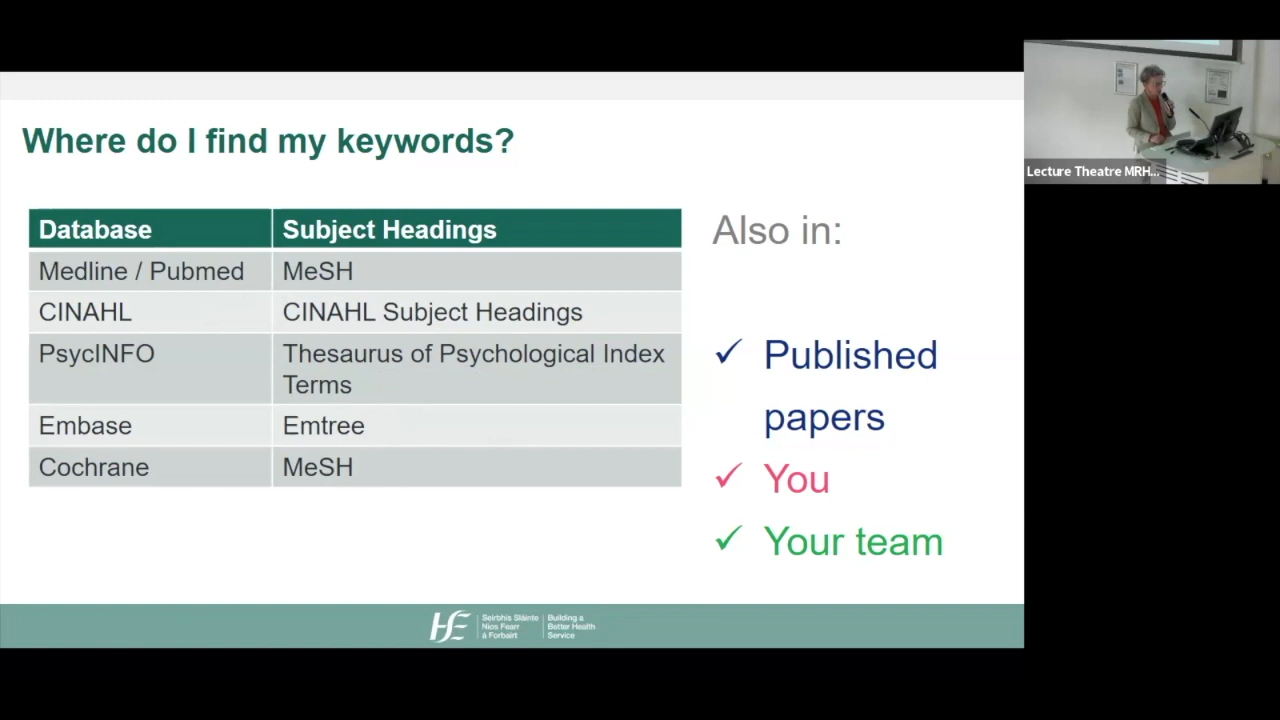 Where do I find my keywords?
Database Subject Headings
Medline / Pubmed MeSH
CINAHL CINAHL Subject Headings
PsycINFO Thesaurus of Psychological Index
Terms
Embase Emtree
Cochrane MeSH
Also in:
✓ Published
papers
✓ You
✓ Your team
HE
Seirbhís Sláinte
Níos Fearr
á Forbairt
Building a
Better Health
Service
Lecture Theatre MRH...